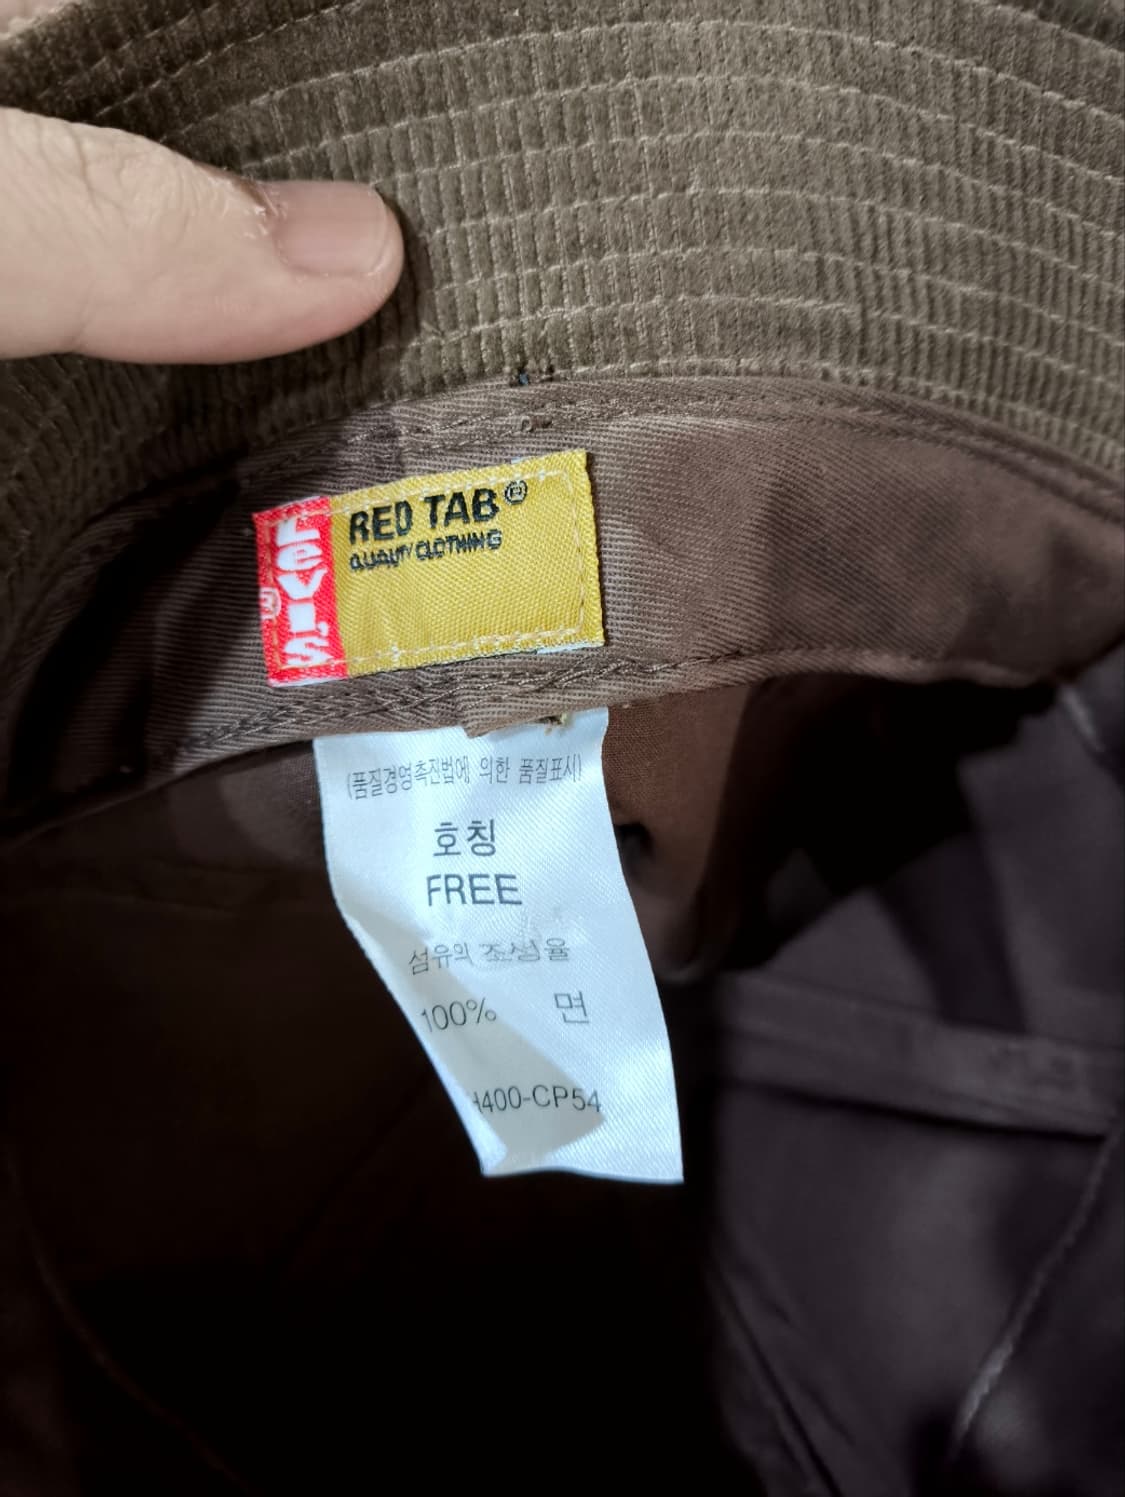 LEVI'S
®
RED TAB®
QUALITY CLOTHING
(품질경영촉진법에 의한 품질표시)
호칭
FREE
섬유의 조성율
100% 면
H400-CP54